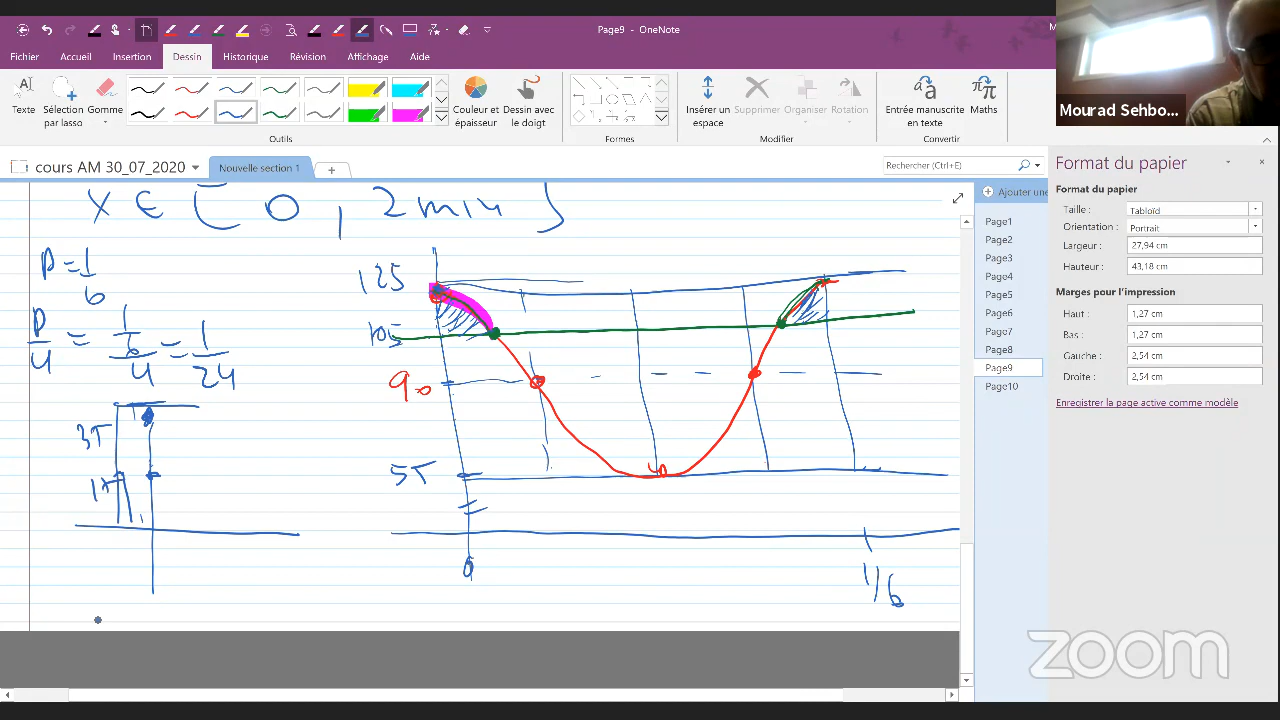 Page9 - OneNote
Fichier Accueil Insertion Dessin Historique Révision Affichage Aide
Texte
Sélection par lasso
Gomme
Couleur et épaisseur
Dessin avec le doigt
Insérer un espace
Supprimer
Organiser
Rotation
Entrée manuscrite en texte
Maths
Outils
Formes
Modifier
Convertir
Mourad Sehbo...
cours AM 30_07_2020
Nouvelle section 1
Rechercher (Ctrl+E)
Ajouter une
Page1
Page2
Page3
Page4
Page5
Page6
Page7
Page8
Page9
Page10
Format du papier
Format du papier
Taille : Tabloïd
Orientation : Portrait
Largeur : 27,94 cm
Hauteur : 43,18 cm
Marges pour l'impression
Haut : 1,27 cm
Bas : 1,27 cm
Gauche : 2,54 cm
Droite : 2,54 cm
Enregistrer la page active comme modèle
X ∈ [ 0 , 2 min ]
P = 1/6
P/4 = 1/6/4 = 1/24
125
105
90
55
0
1/6
zoom